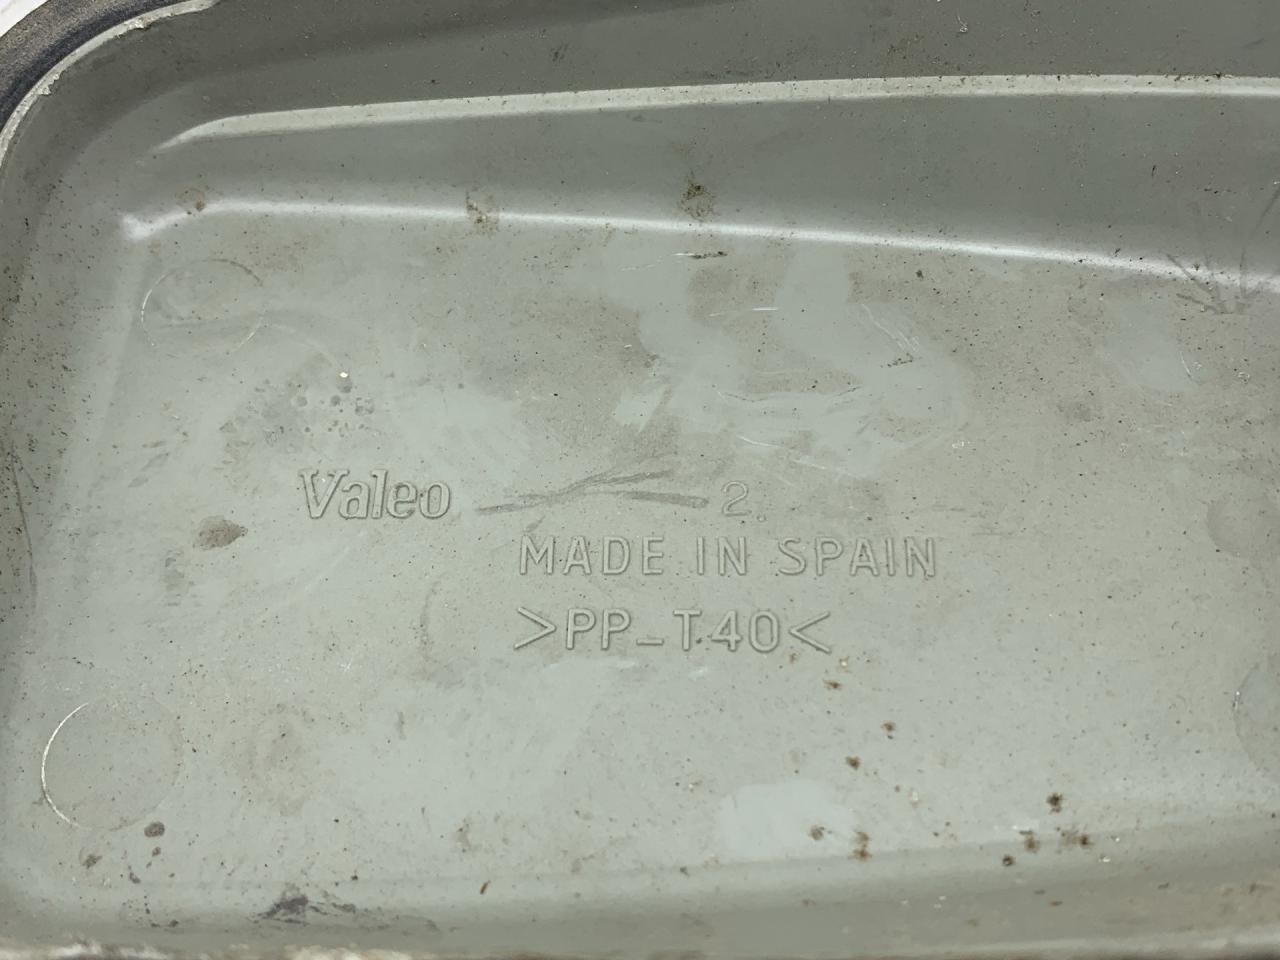 Valeo 2.
MADE IN SPAIN
>PP-T40<